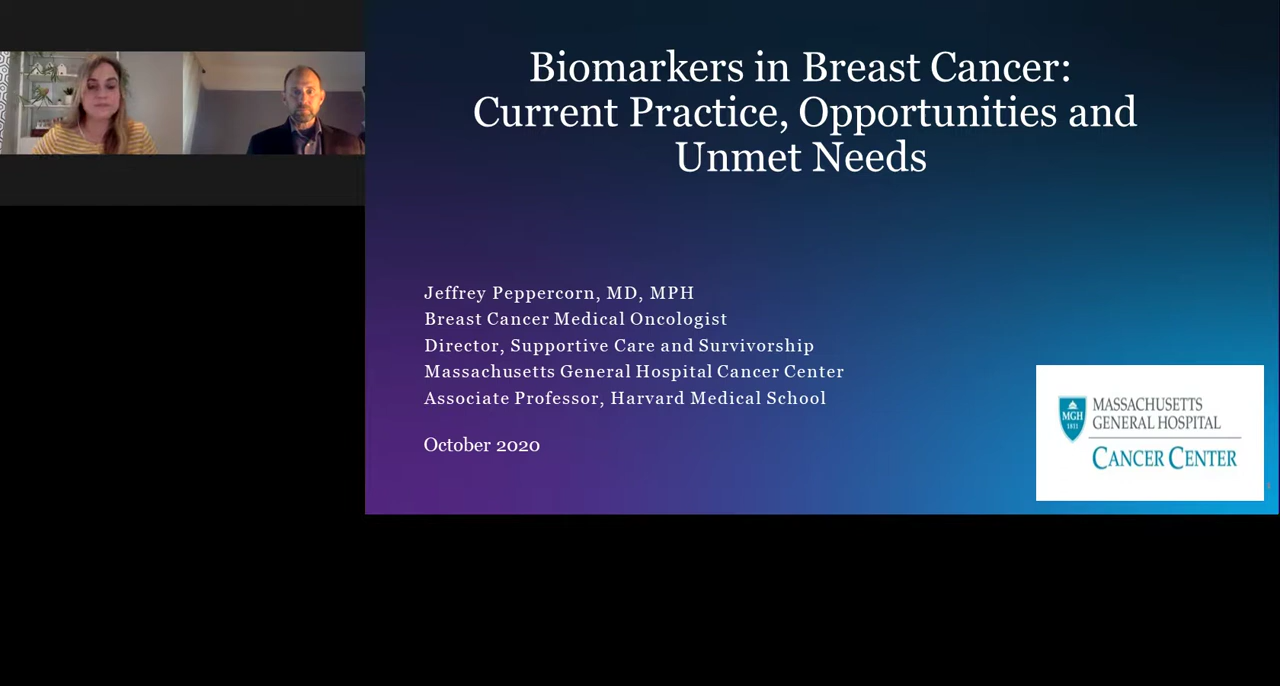 Biomarkers in Breast Cancer:
Current Practice, Opportunities and
Unmet Needs
Jeffrey Peppercorn, MD, MPH
Breast Cancer Medical Oncologist
Director, Supportive Care and Survivorship
Massachusetts General Hospital Cancer Center
Associate Professor, Harvard Medical School
October 2020
MGH
1811
MASSACHUSETTS
GENERAL HOSPITAL
CANCER CENTER